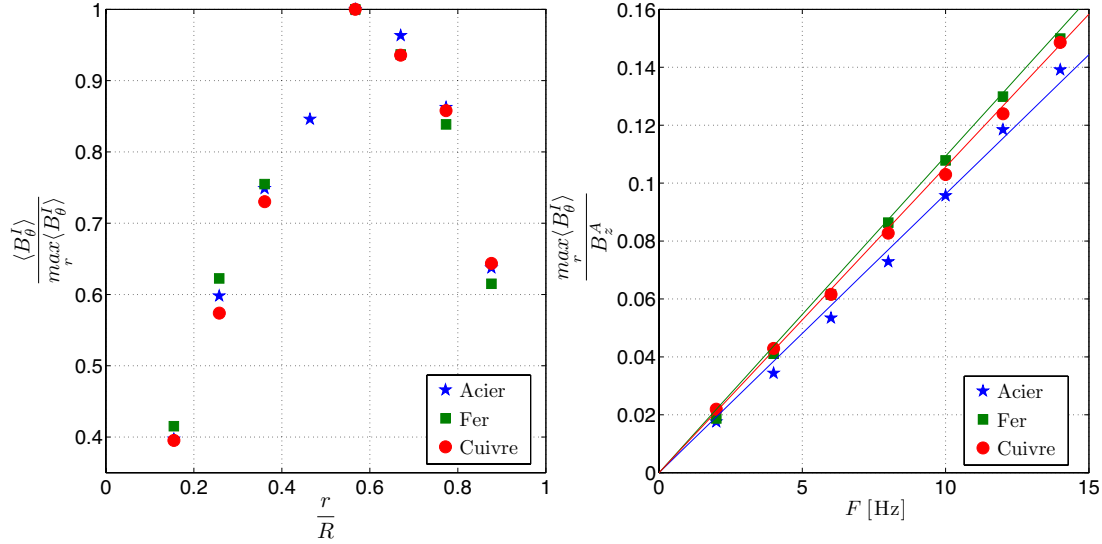 1
0.9
0.8
0.7
0.6
0.5
0.4
0 0.2 0.4 0.6 0.8 1
⟨B_θ^I⟩
max_r⟨B_θ^I⟩
r
R
Acier
Fer
Cuivre
0.16
0.14
0.12
0.1
0.08
0.06
0.04
0.02
0
0 5 10 15
max_r⟨B_θ^I⟩
B_z^A
F [Hz]
Acier
Fer
Cuivre